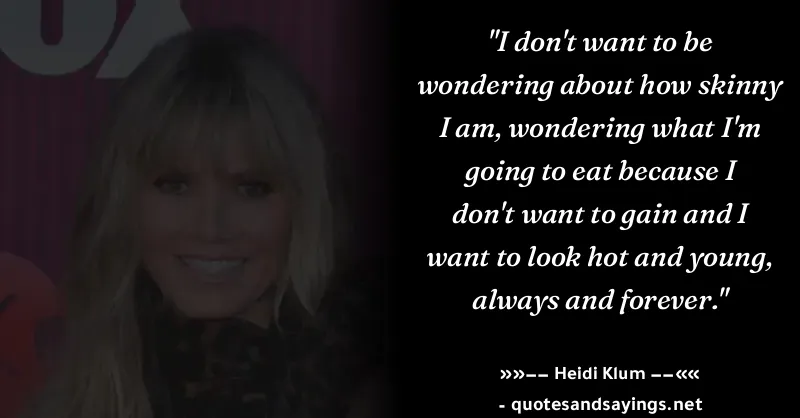 "I don't want to be
wondering about how skinny
I am, wondering what I'm
going to eat because I
don't want to gain and I
want to look hot and young,
always and forever."
»»—— Heidi Klum ——««
- quotesandsayings.net